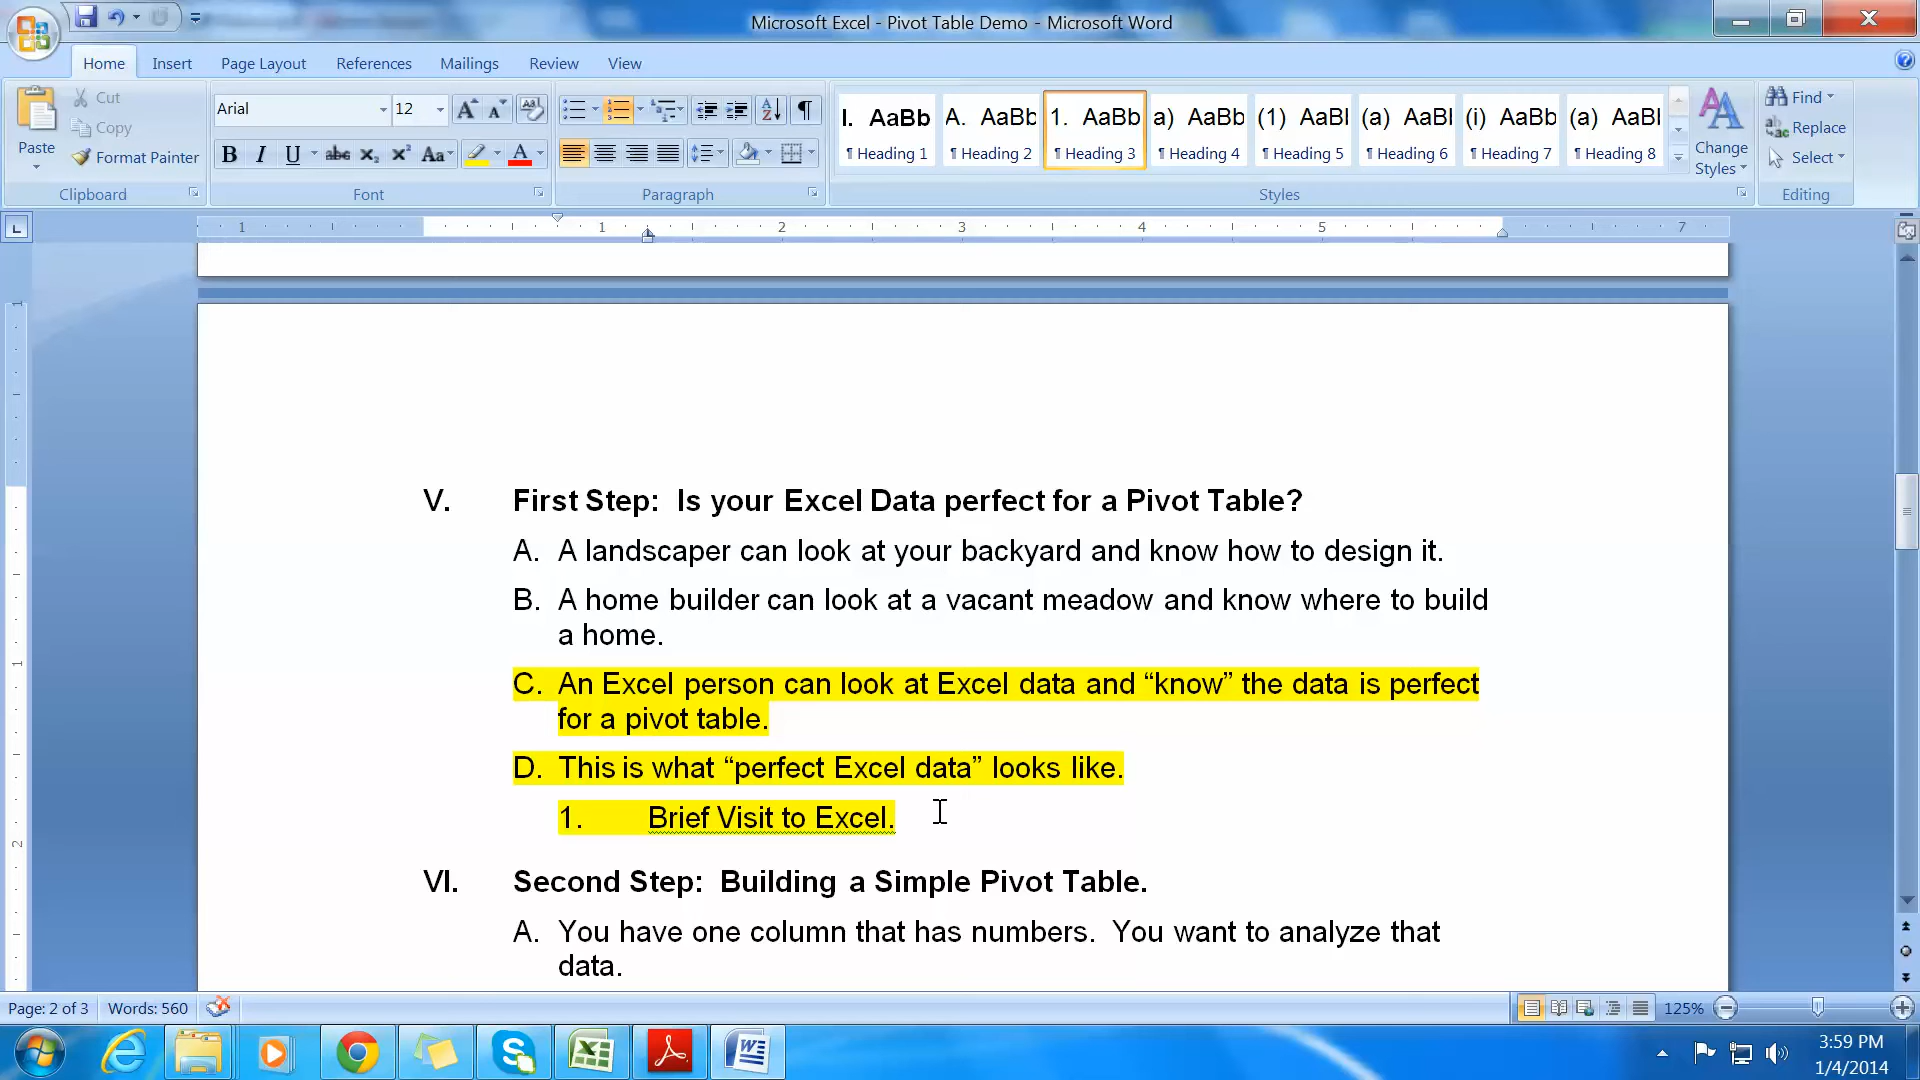 Microsoft Excel - Pivot Table Demo - Microsoft Word
Home Insert Page Layout References Mailings Review View
Paste
Cut
Copy
Format Painter
Clipboard
Arial 12
Font
Paragraph
I. AaBb A. AaBb 1. AaBb a) AaBb (1) AaBl (a) AaBl (i) AaBb (a) AaBl
¶ Heading 1 ¶ Heading 2 ¶ Heading 3 ¶ Heading 4 ¶ Heading 5 ¶ Heading 6 ¶ Heading 7 ¶ Heading 8
Change Styles
Styles
Find
Replace
Select
Editing
1 1 2 3 4 5 7
V. First Step: Is your Excel Data perfect for a Pivot Table?
A. A landscaper can look at your backyard and know how to design it.
B. A home builder can look at a vacant meadow and know where to build
a home.
C. An Excel person can look at Excel data and “know” the data is perfect
for a pivot table.
D. This is what “perfect Excel data” looks like.
1. Brief Visit to Excel.
VI. Second Step: Building a Simple Pivot Table.
A. You have one column that has numbers. You want to analyze that
data.
Page: 2 of 3 Words: 560 125%
3:59 PM
1/4/2014